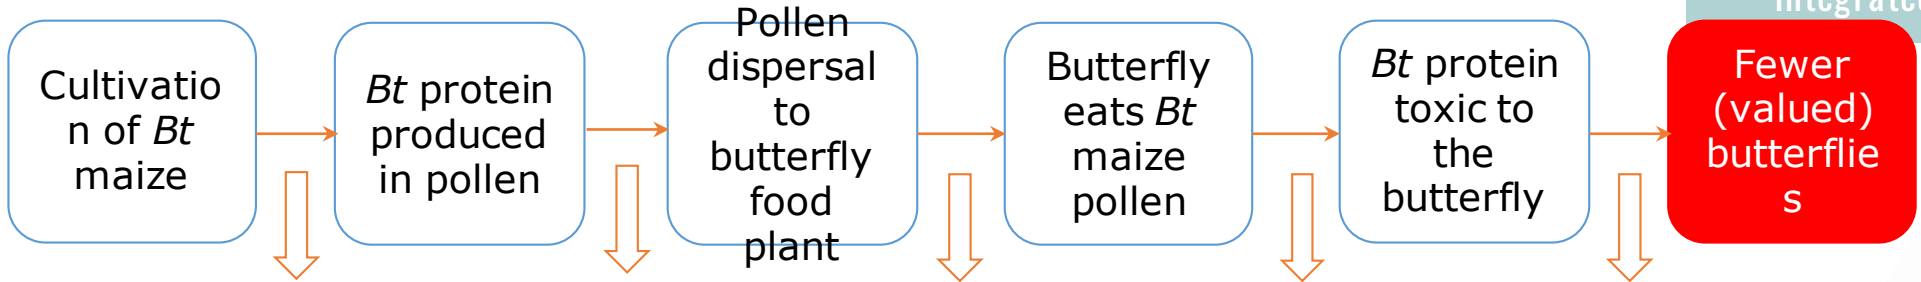 Cultivatio
n of Bt
maize
Bt protein
produced
in pollen
Pollen
dispersal
to
butterfly
food
plant
Butterfly
eats Bt
maize
pollen
Bt protein
toxic to
the
butterfly
Fewer
(valued)
butterflie
s